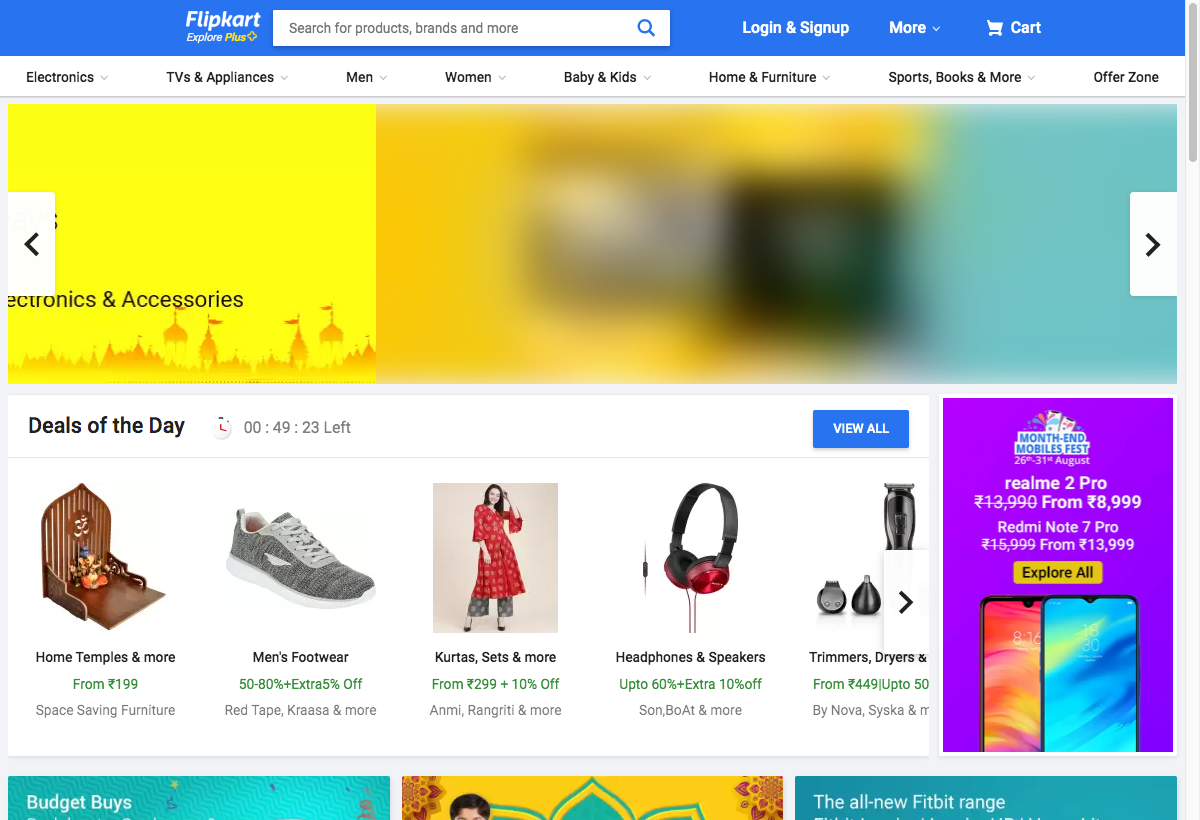 Flipkart
Explore Plus
Search for products, brands and more
Login & Signup
More
Cart
Electronics
TVs & Appliances
Men
Women
Baby & Kids
Home & Furniture
Sports, Books & More
Offer Zone
ectronics & Accessories
Deals of the Day
00 : 49 : 23 Left
VIEW ALL
Home Temples & more
From ₹199
Space Saving Furniture
Men's Footwear
50-80%+Extra5% Off
Red Tape, Kraasa & more
Kurtas, Sets & more
From ₹299 + 10% Off
Anmi, Rangriti & more
Headphones & Speakers
Upto 60%+Extra 10%off
Son,BoAt & more
Trimmers, Dryers &
From ₹449|Upto 50
By Nova, Syska & m
MONTH-END
MOBILES FEST
26th-31st August
realme 2 Pro
₹13,990 From ₹8,999
Redmi Note 7 Pro
₹15,999 From ₹13,999
Explore All
8:16
18
30
Budget Buys
The all-new Fitbit range